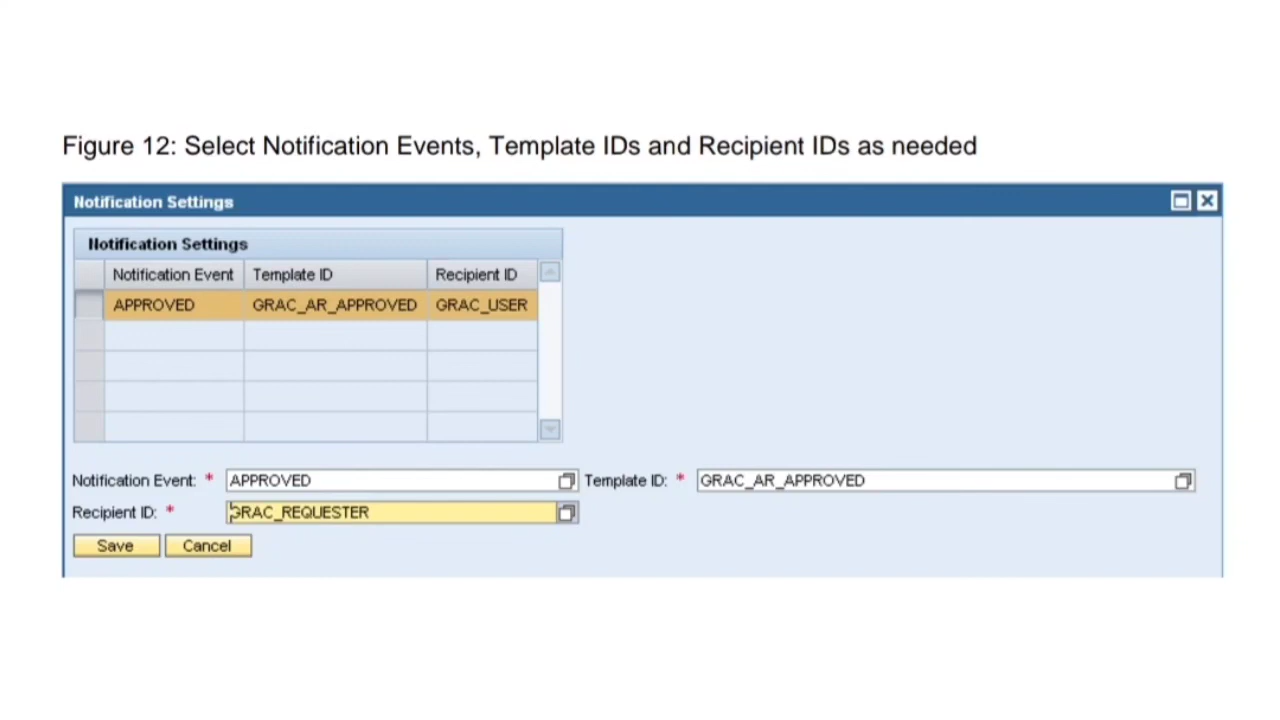 Figure 12: Select Notification Events, Template IDs and Recipient IDs as needed
Notification Settings
Notification Settings
Notification Event Template ID Recipient ID
APPROVED GRAC_AR_APPROVED GRAC_USER
Notification Event: * APPROVED Template ID: * GRAC_AR_APPROVED
Recipient ID: * GRAC_REQUESTER
Save Cancel